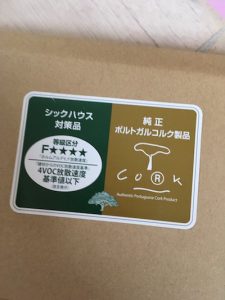 シックハウス
対策品
等級区分
F★★★★
4VOC放散速度
基準値以下
純正
ポルトガルコルク製品
CORK
®
Authentic Portuguese Cork Product